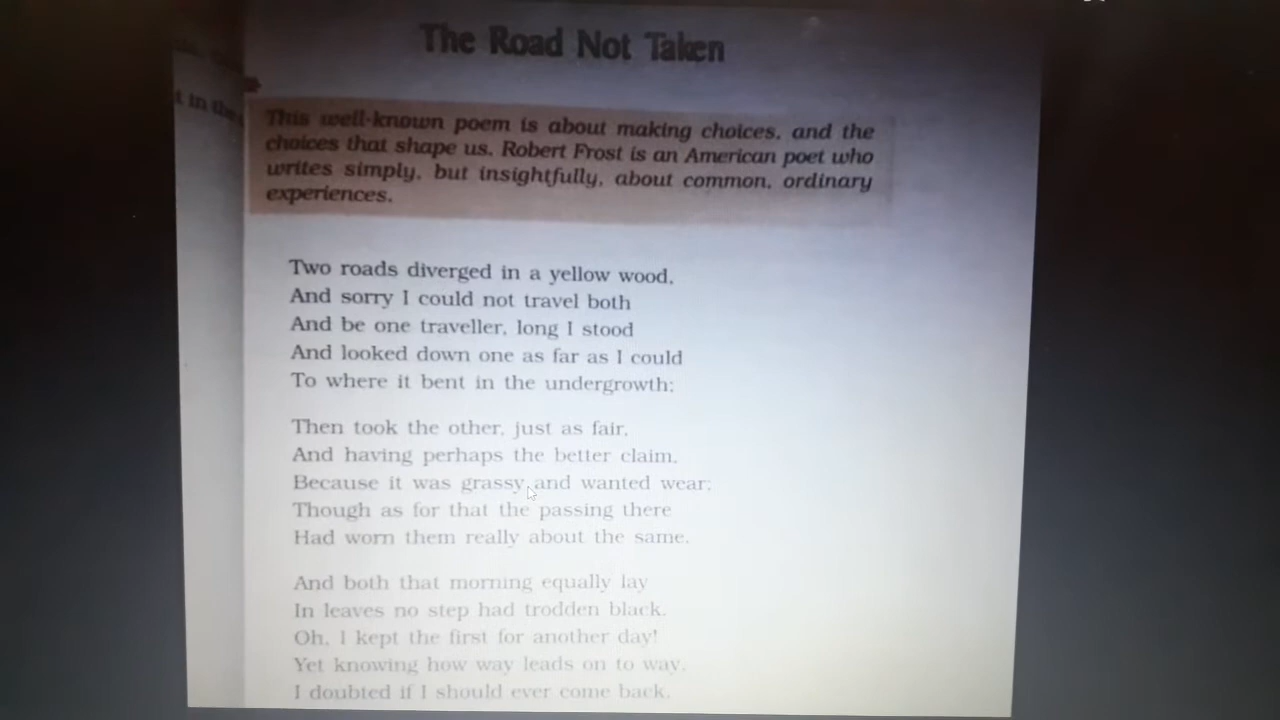 The Road Not Taken
t in the
This well-known poem is about making choices, and the
choices that shape us. Robert Frost is an American poet who
writes simply, but insightfully, about common, ordinary
experiences.
Two roads diverged in a yellow wood,
And sorry I could not travel both
And be one traveller, long I stood
And looked down one as far as I could
To where it bent in the undergrowth;
Then took the other, just as fair,
And having perhaps the better claim,
Because it was grassy and wanted wear;
Though as for that the passing there
Had worn them really about the same,
And both that morning equally lay
In leaves no step had trodden black.
Oh, I kept the first for another day!
Yet knowing how way leads on to way,
I doubted if I should ever come back.